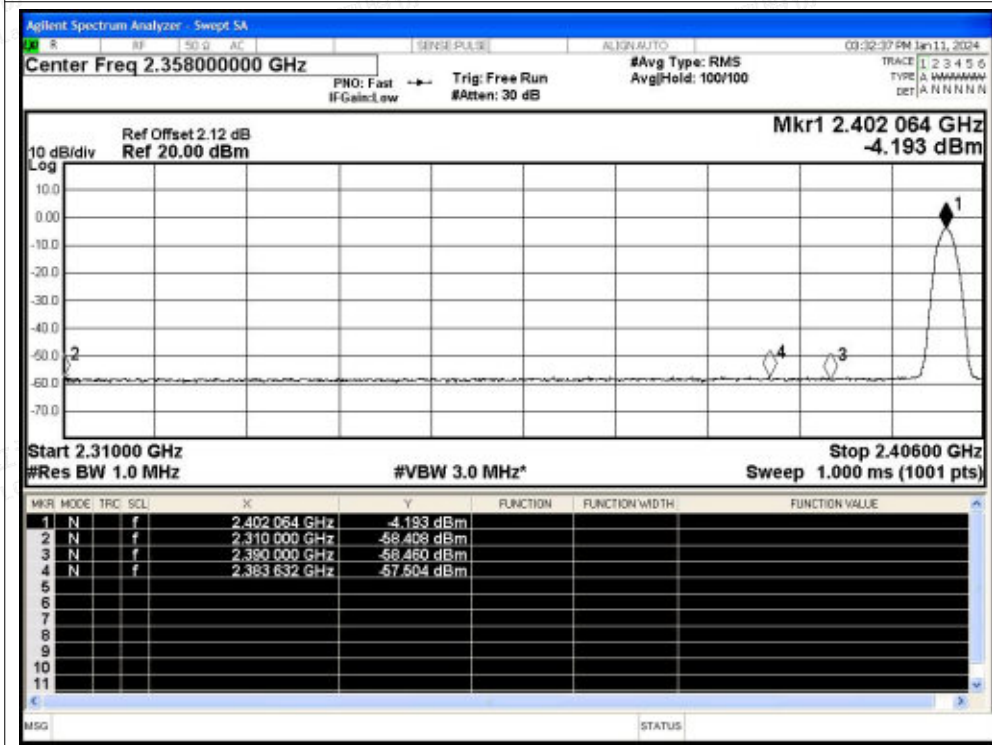 Agilent Spectrum Analyzer - Swept SA
R RF 50 Ω AC SENSE:PULSE ALIGN AUTO 03:32:37 PM Jan 11, 2024
Center Freq 2.358000000 GHz
PNO: Fast
IFGain:Low
Trig: Free Run
#Atten: 30 dB
#Avg Type: RMS
Avg|Hold: 100/100
TRACE 1 2 3 4 5 6
TYPE A WWWWW
DET A N N N N N
Ref Offset 2.12 dB
10 dB/div Ref 20.00 dBm
Log
Mkr1 2.402 064 GHz
-4.193 dBm
10.0
0.00
-10.0
-20.0
-30.0
-40.0
-50.0
-60.0
-70.0
1
2
4
3
Start 2.31000 GHz Stop 2.40600 GHz
#Res BW 1.0 MHz #VBW 3.0 MHz* Sweep 1.000 ms (1001 pts)
MKR MODE TRC SCL X Y FUNCTION FUNCTION WIDTH FUNCTION VALUE
1 N f 2.402 064 GHz -4.193 dBm
2 N f 2.310 000 GHz -58.408 dBm
3 N f 2.390 000 GHz -58.460 dBm
4 N f 2.383 632 GHz -57.504 dBm
5
6
7
8
9
10
11
MSG STATUS